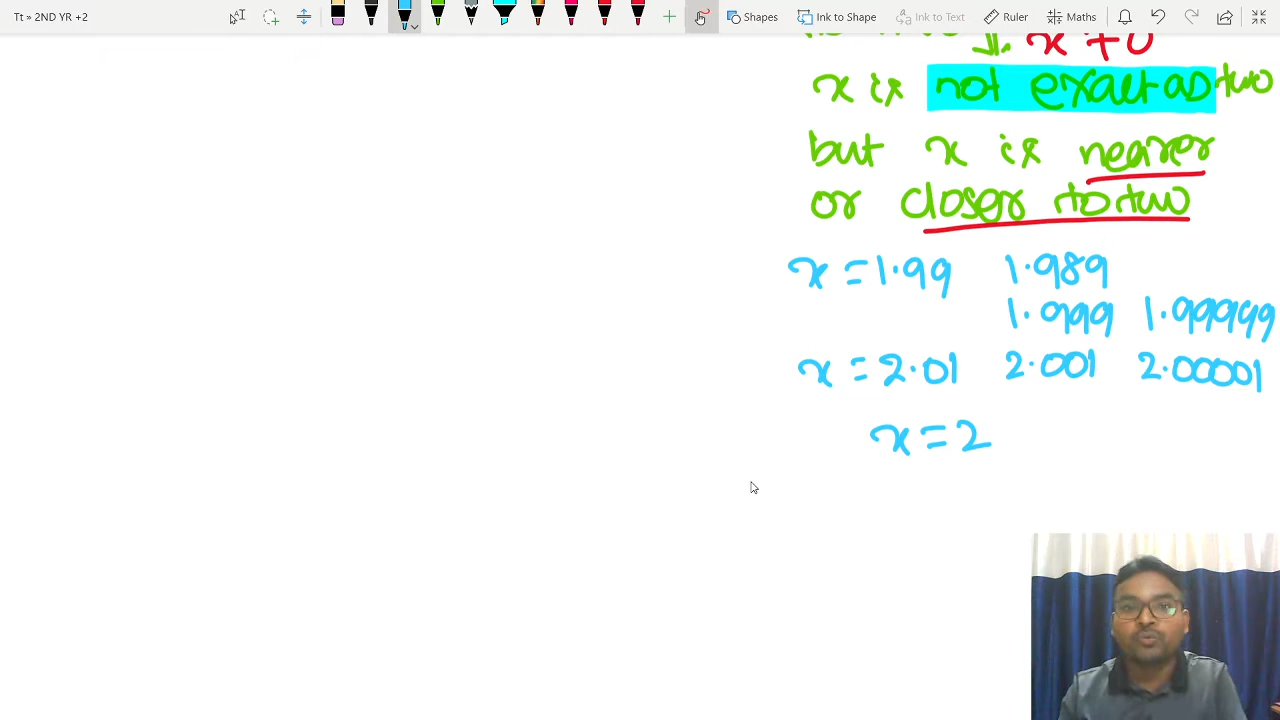 Tt » 2ND YR +2
Shapes
Ink to Shape
Ink to Text
Ruler
Maths
x is not exact as two
but x is nearer
or closer to two
x = 1.99 1.989
1.999 1.99999
x = 2.01 2.001 2.00001
x = 2